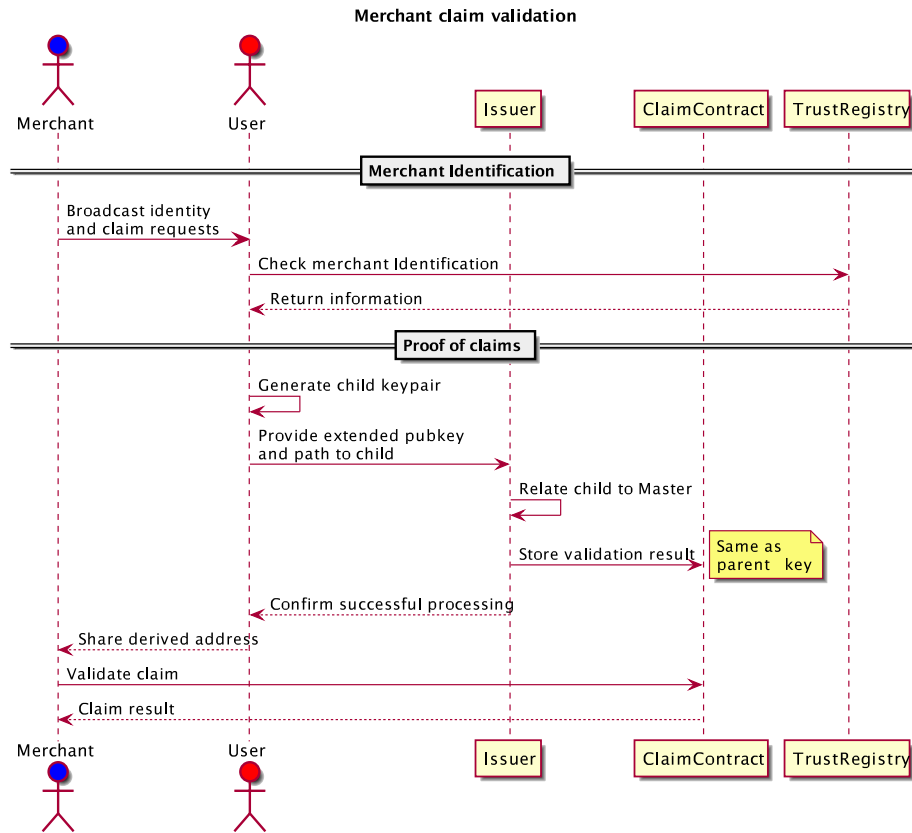 Merchant claim validation
Merchant
User
Issuer
ClaimContract
TrustRegistry
Merchant Identification
Broadcast identity
and claim requests
Check merchant Identification
Return information
Proof of claims
Generate child keypair
Provide extended pubkey
and path to child
Relate child to Master
Store validation result
Same as
parent key
Confirm successful processing
Share derived address
Validate claim
Claim result
Merchant
User
Issuer
ClaimContract
TrustRegistry